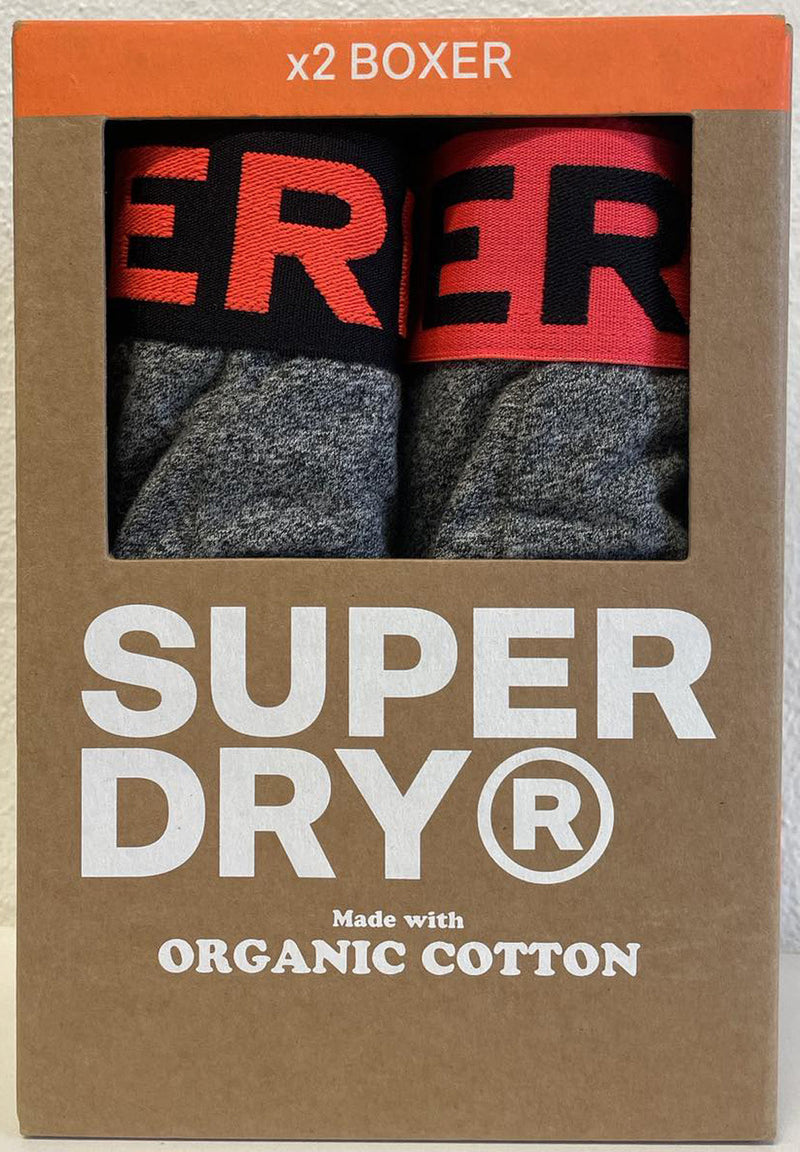 x2 BOXER
ER ER
SUPER
DRY®
Made with
ORGANIC COTTON